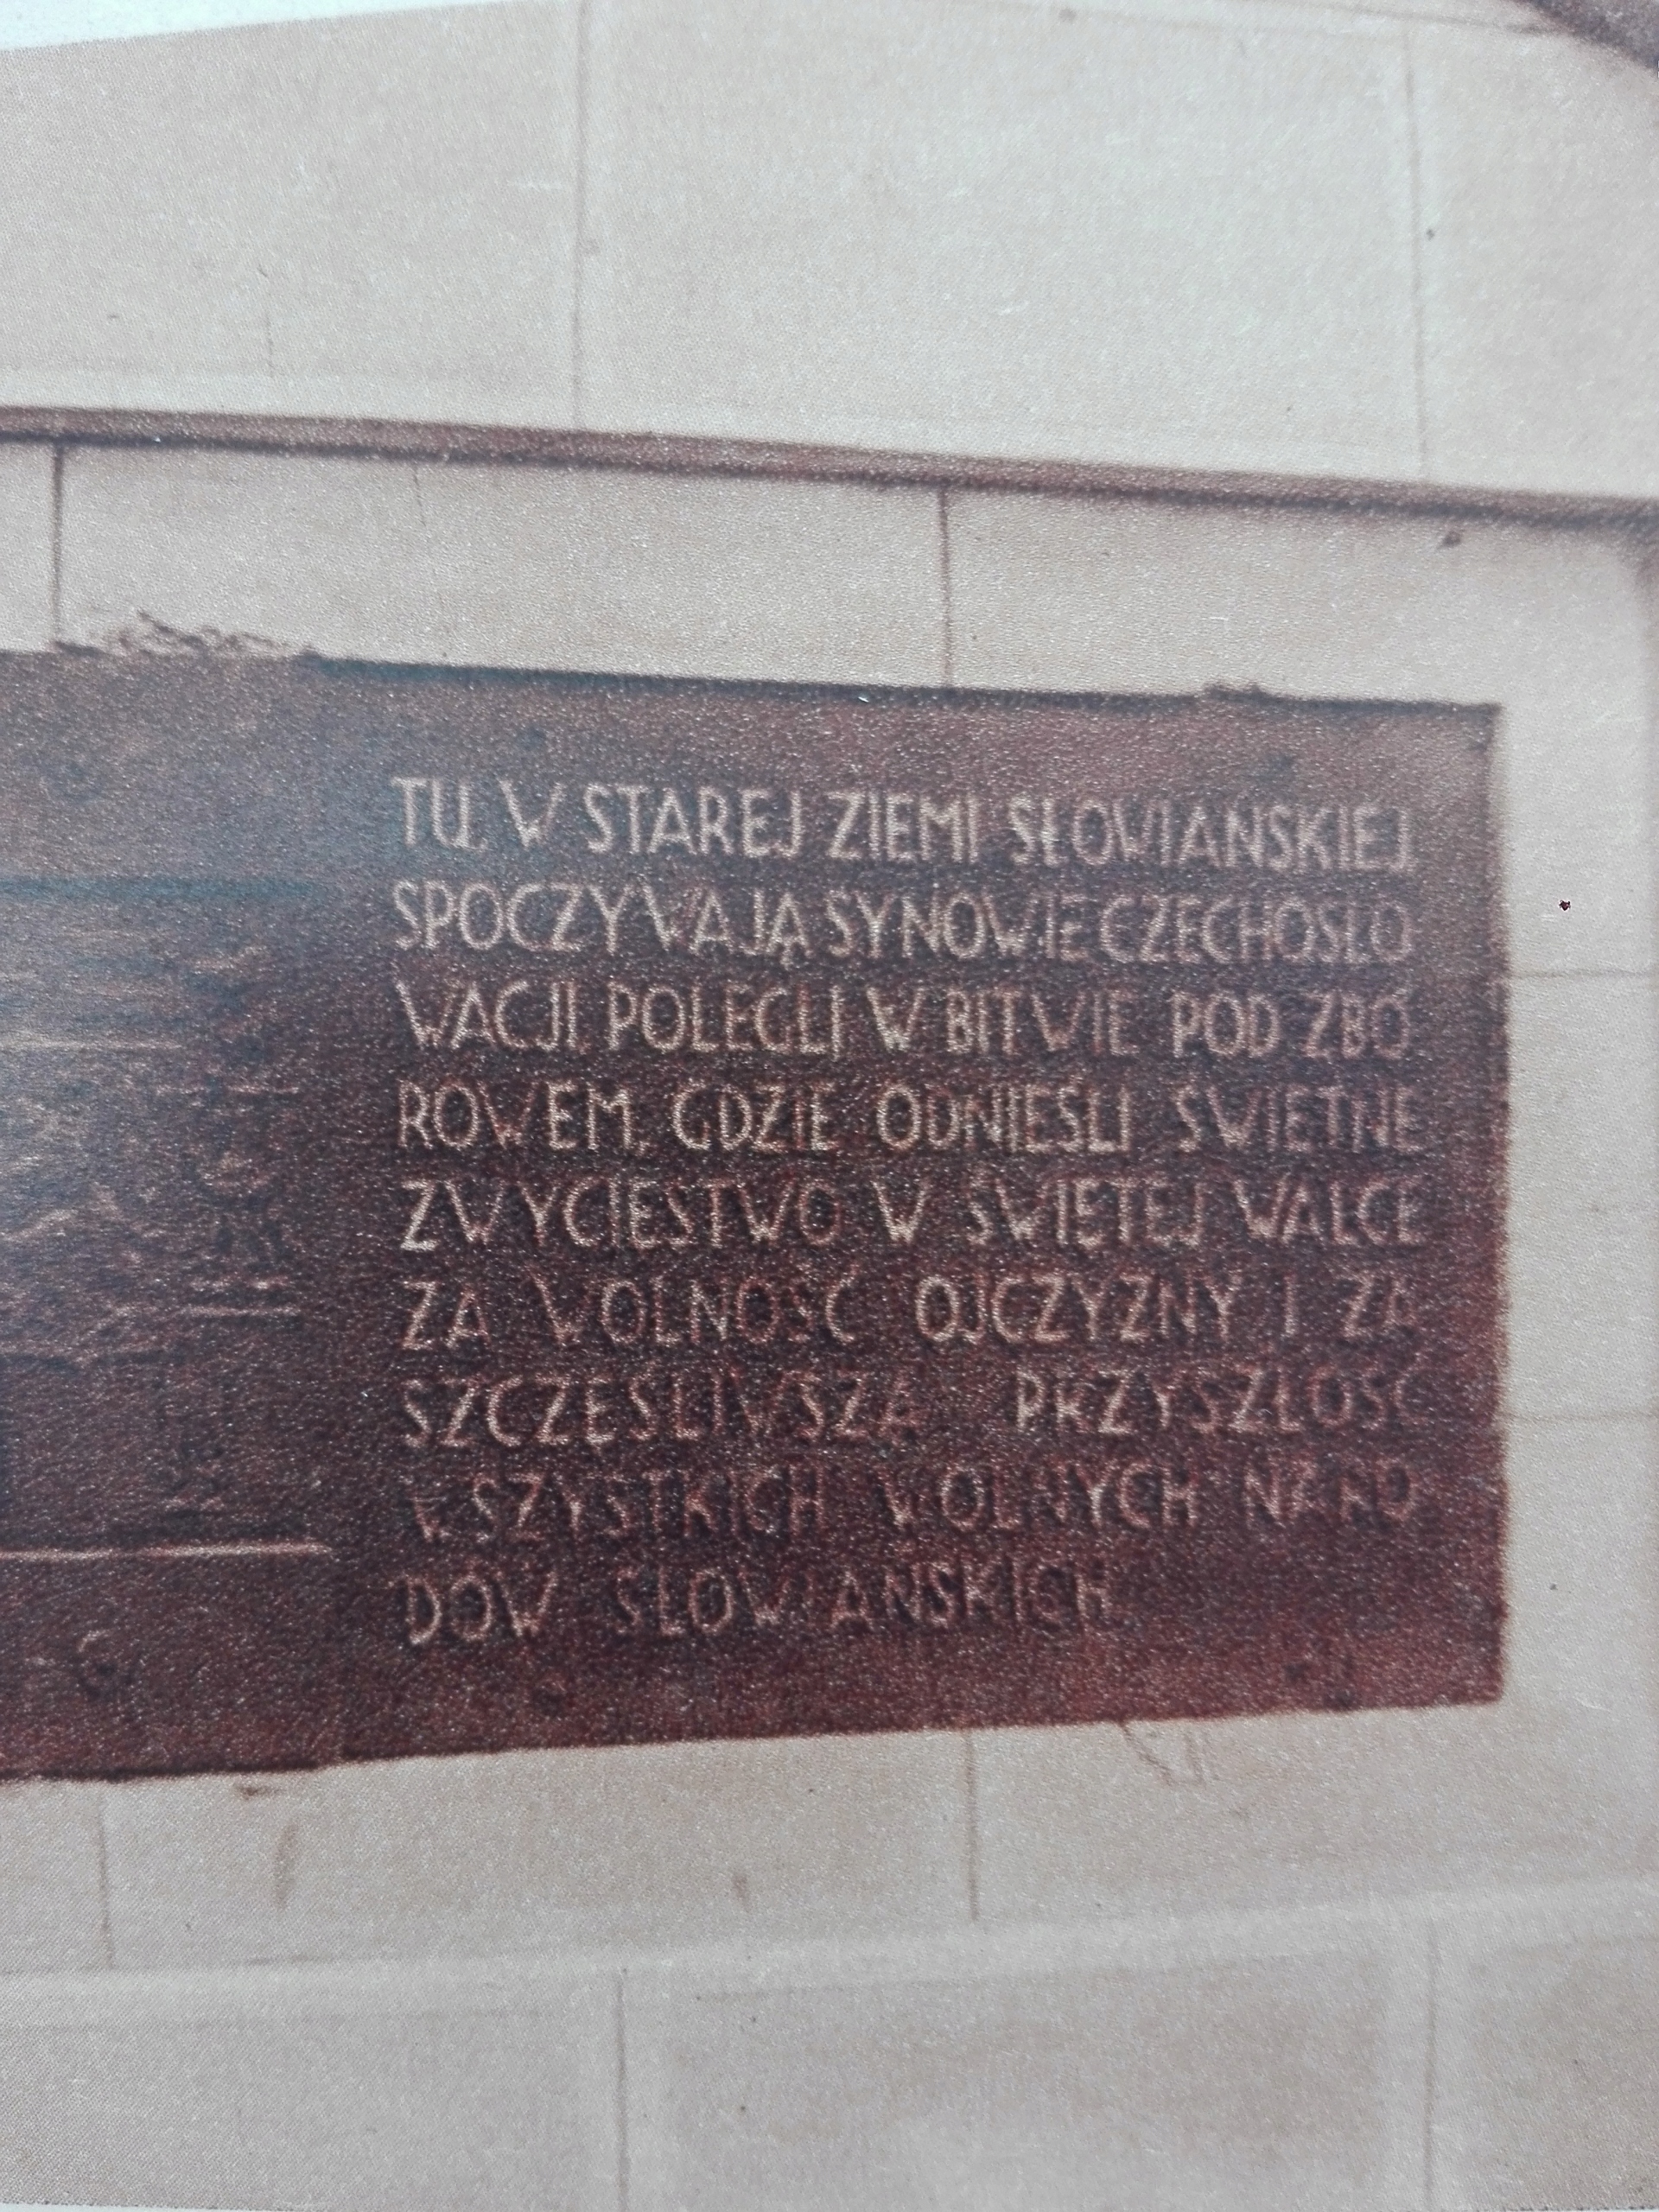 TU, W STAREJ ZIEMI SŁOWIAŃSKIEJ
SPOCZYWAJĄ SYNOWIE CZECHOSŁO
WACJI, POLEGLI W BITWIE POD ZBO
ROWEM, GDZIE ODNIEŚLI ŚWIETNE
ZWYCIĘSTWO W ŚWIĘTEJ WALCE
ZA WOLNOŚĆ OJCZYZNY I ZA
SZCZĘŚLIWSZĄ PRZYSZŁOŚĆ
WSZYSTKICH WOLNYCH NARO
DÓW SŁOWIAŃSKICH